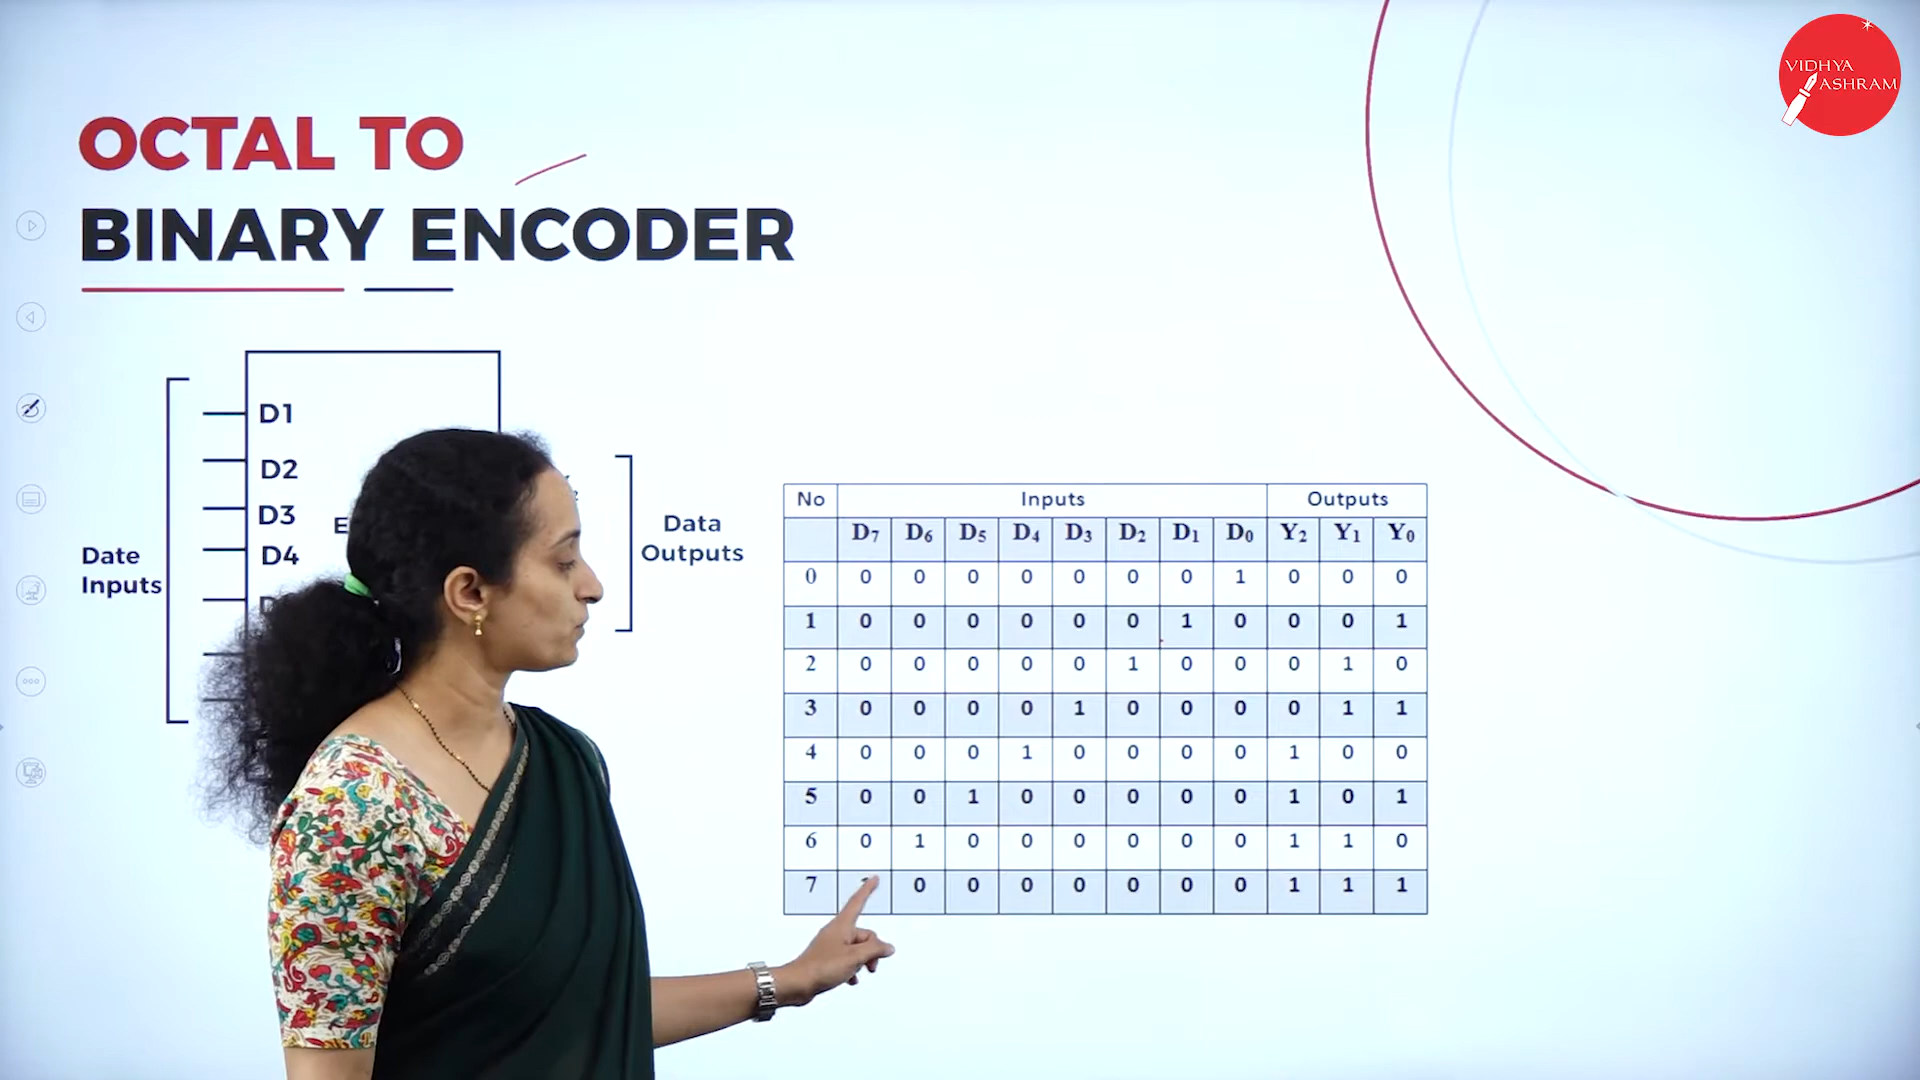 VIDHYA
ASHRAM
OCTAL TO
BINARY ENCODER
D1
D2
D3
D4
Date
Inputs
Data
Outputs
No Inputs Outputs
D7 D6 D5 D4 D3 D2 D1 D0 Y2 Y1 Y0
0 0 0 0 0 0 0 0 1 0 0 0
1 0 0 0 0 0 0 1 0 0 0 1
2 0 0 0 0 0 1 0 0 0 1 0
3 0 0 0 0 1 0 0 0 0 1 1
4 0 0 0 1 0 0 0 0 1 0 0
5 0 0 1 0 0 0 0 0 1 0 1
6 0 1 0 0 0 0 0 0 1 1 0
7 0 0 0 0 0 0 0 1 1 1